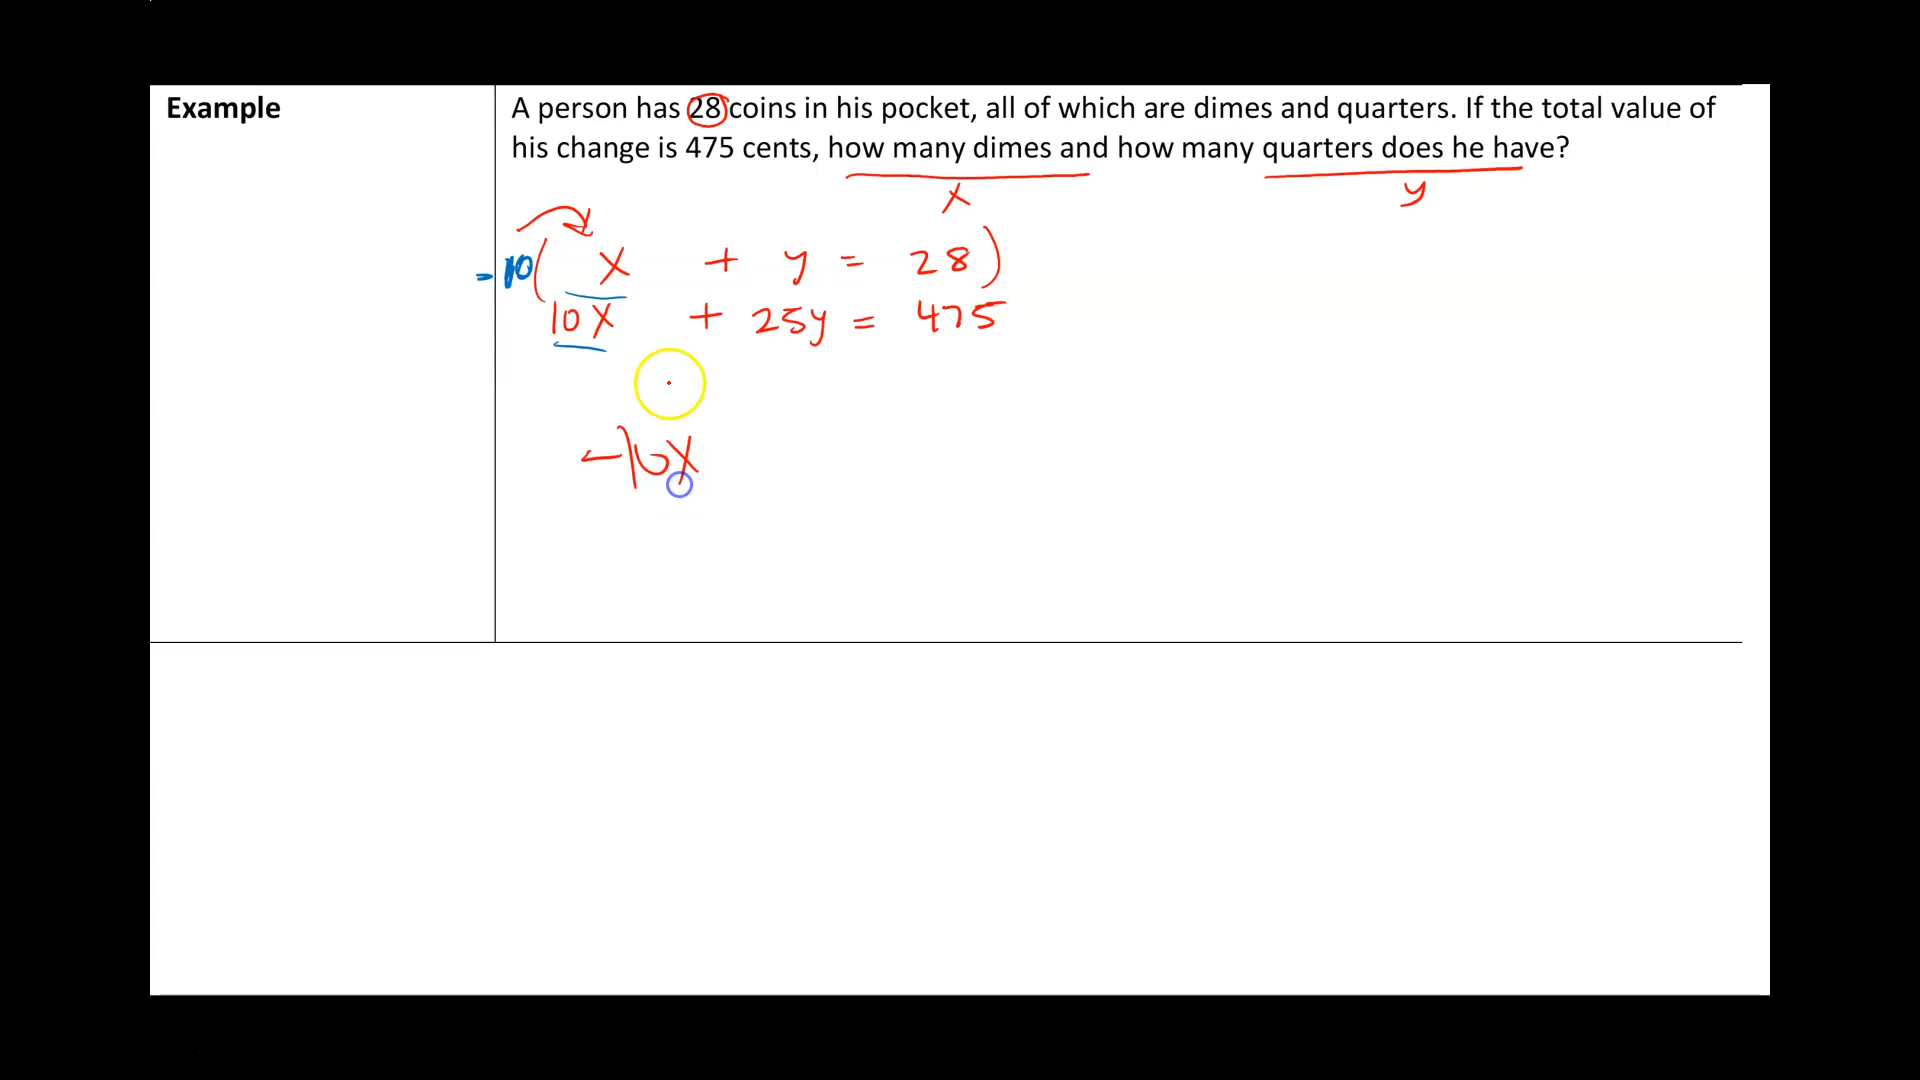 Example
A person has 28 coins in his pocket, all of which are dimes and quarters. If the total value of
his change is 475 cents, how many dimes and how many quarters does he have?
x y
-10( x + y = 28)
10x + 25y = 475
-10x